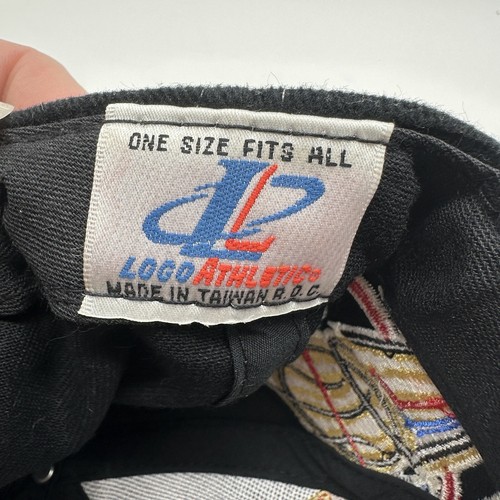 ONE SIZE FITS ALL
L
LOGO ATHLETIC
MADE IN TAIWAN R.O.C.